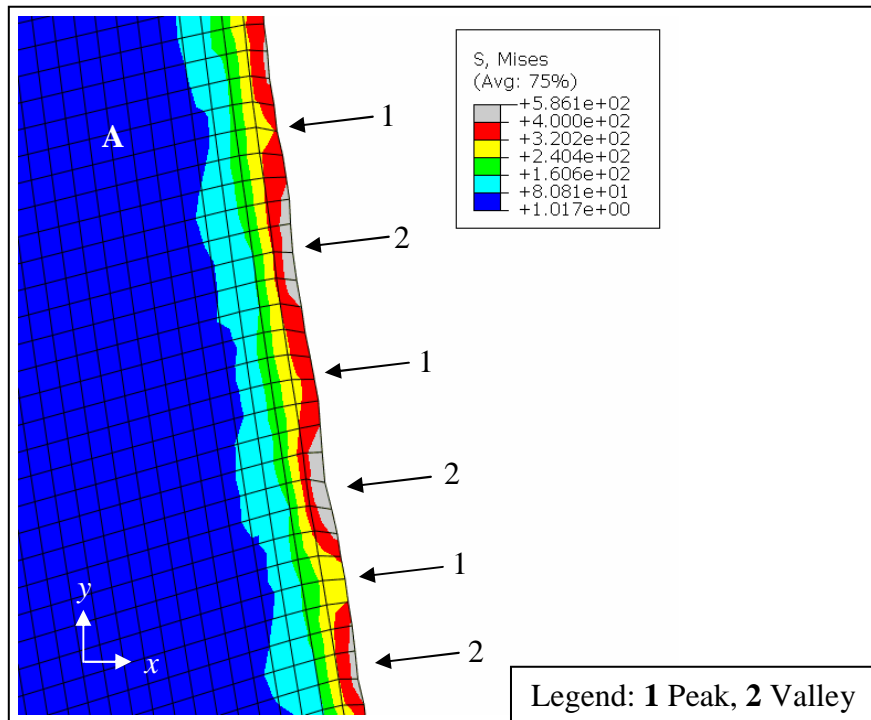 S, Mises
(Avg: 75%)
+5.861e+02
+4.000e+02
+3.202e+02
+2.404e+02
+1.606e+02
+8.081e+01
+1.017e+00
A
1
2
1
2
1
2
y
x
Legend: 1 Peak, 2 Valley